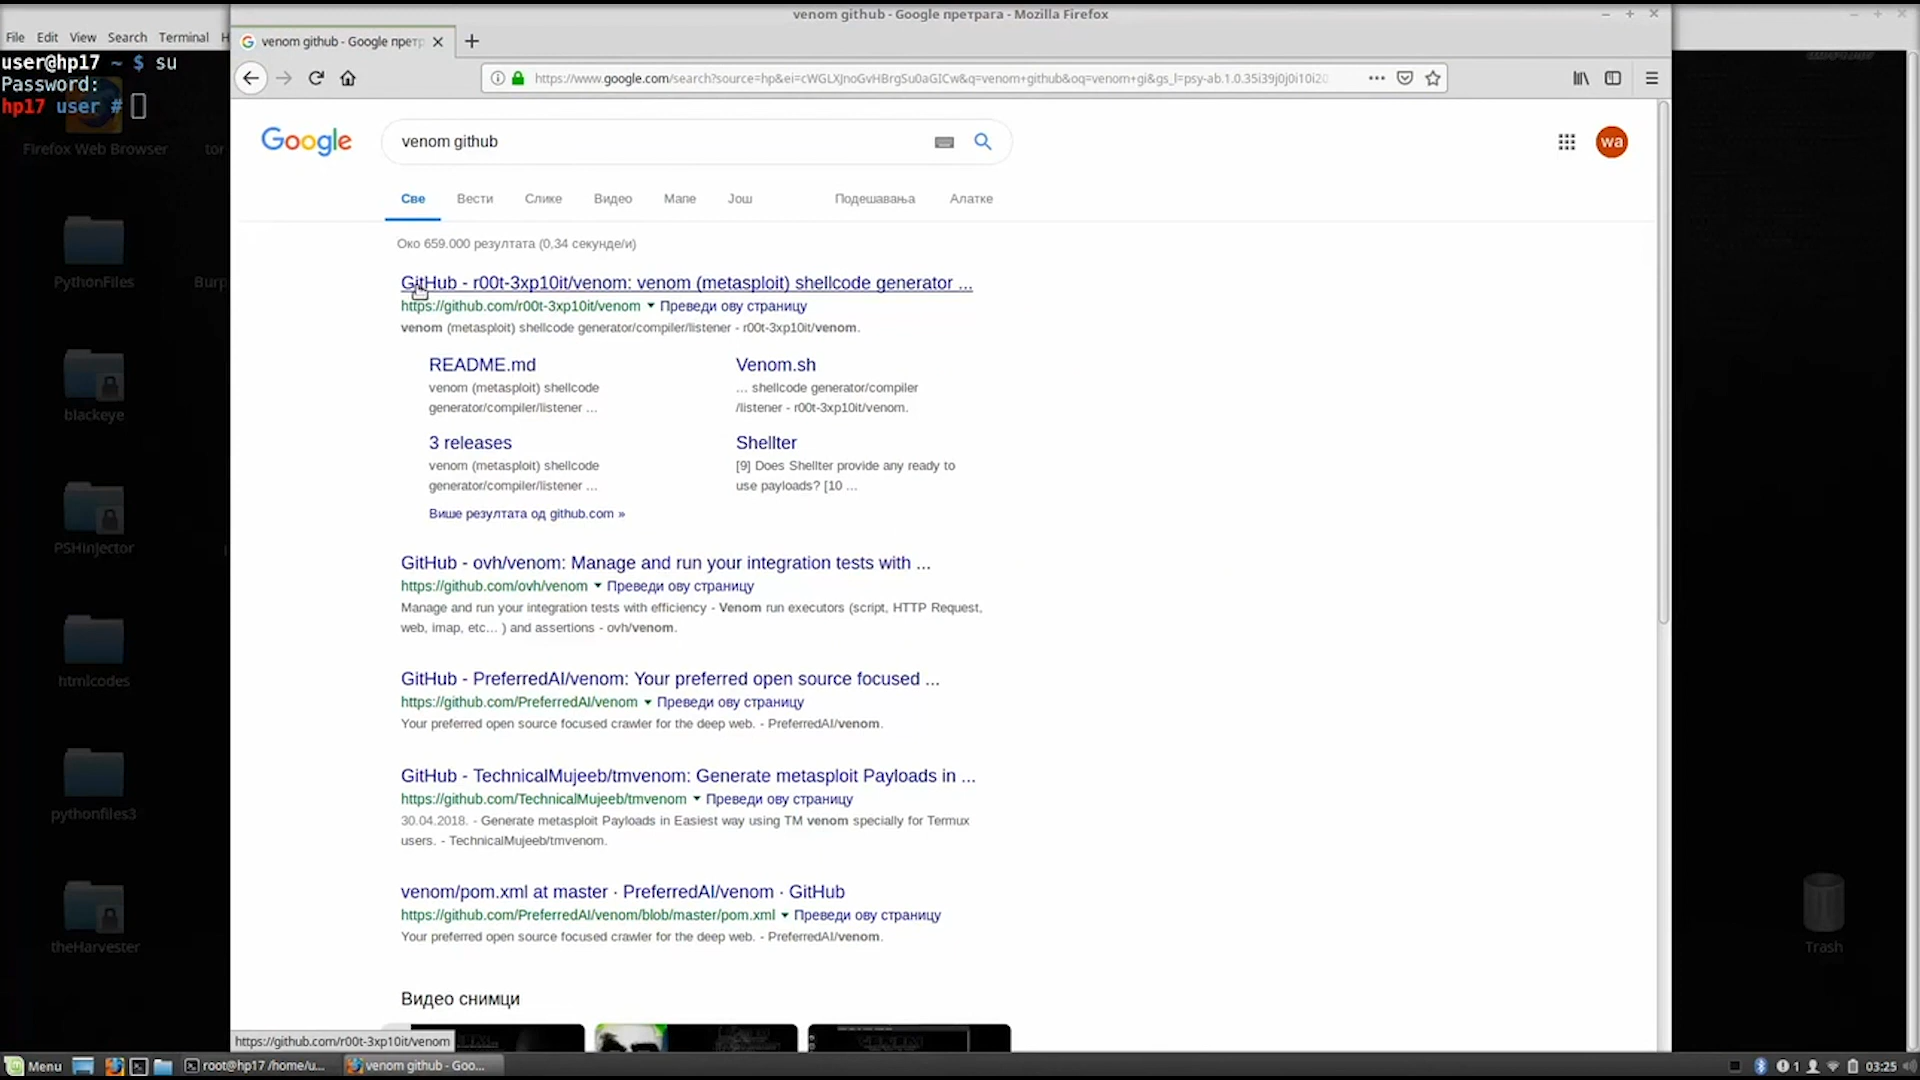 venom github - Google претрага - Mozilla Firefox
File Edit View Search Terminal H
venom github - Google прет
user@hp17 ~ $ su
Password:
hp17 user #
https://www.google.com/search?source=hp&ei=cWGLXJnoGvHBrgSu0aGICw&q=venom+github&oq=venom+gi&gs_l=psy-ab.1.0.35i39j0j0i10i20
Google
venom github
wa
Firefox Web Browser
tor
Све Вести Слике Видео Мапе Још Подешавања Алатке
Око 659.000 резултата (0,34 секунде/и)
PythonFiles
Burp
GitHub - r00t-3xp10it/venom: venom (metasploit) shellcode generator ...
https://github.com/r00t-3xp10it/venom Преведи ову страницу
venom (metasploit) shellcode generator/compiler/listener - r00t-3xp10it/venom.
README.md
venom (metasploit) shellcode
generator/compiler/listener ...
Venom.sh
... shellcode generator/compiler
/listener - r00t-3xp10it/venom.
blackeye
3 releases
venom (metasploit) shellcode
generator/compiler/listener ...
Shellter
[9] Does Shellter provide any ready to
use payloads? [10 ...
Више резултата од github.com »
PSHInjector
GitHub - ovh/venom: Manage and run your integration tests with ...
https://github.com/ovh/venom Преведи ову страницу
Manage and run your integration tests with efficiency - Venom run executors (script, HTTP Request,
web, imap, etc... ) and assertions - ovh/venom.
htmlcodes
GitHub - PreferredAI/venom: Your preferred open source focused ...
https://github.com/PreferredAI/venom Преведи ову страницу
Your preferred open source focused crawler for the deep web. - PreferredAI/venom.
GitHub - TechnicalMujeeb/tmvenom: Generate metasploit Payloads in ...
https://github.com/TechnicalMujeeb/tmvenom Преведи ову страницу
30.04.2018. - Generate metasploit Payloads in Easiest way using TM venom specially for Termux
users. - TechnicalMujeeb/tmvenom.
pythonfiles3
venom/pom.xml at master · PreferredAI/venom · GitHub
https://github.com/PreferredAI/venom/blob/master/pom.xml Преведи ову страницу
Your preferred open source focused crawler for the deep web. - PreferredAI/venom.
theHarvester
Trash
Видео снимци
https://github.com/r00t-3xp10it/venom
Menu
root@hp17 /home/u...
venom github - Goo...
1
03:25